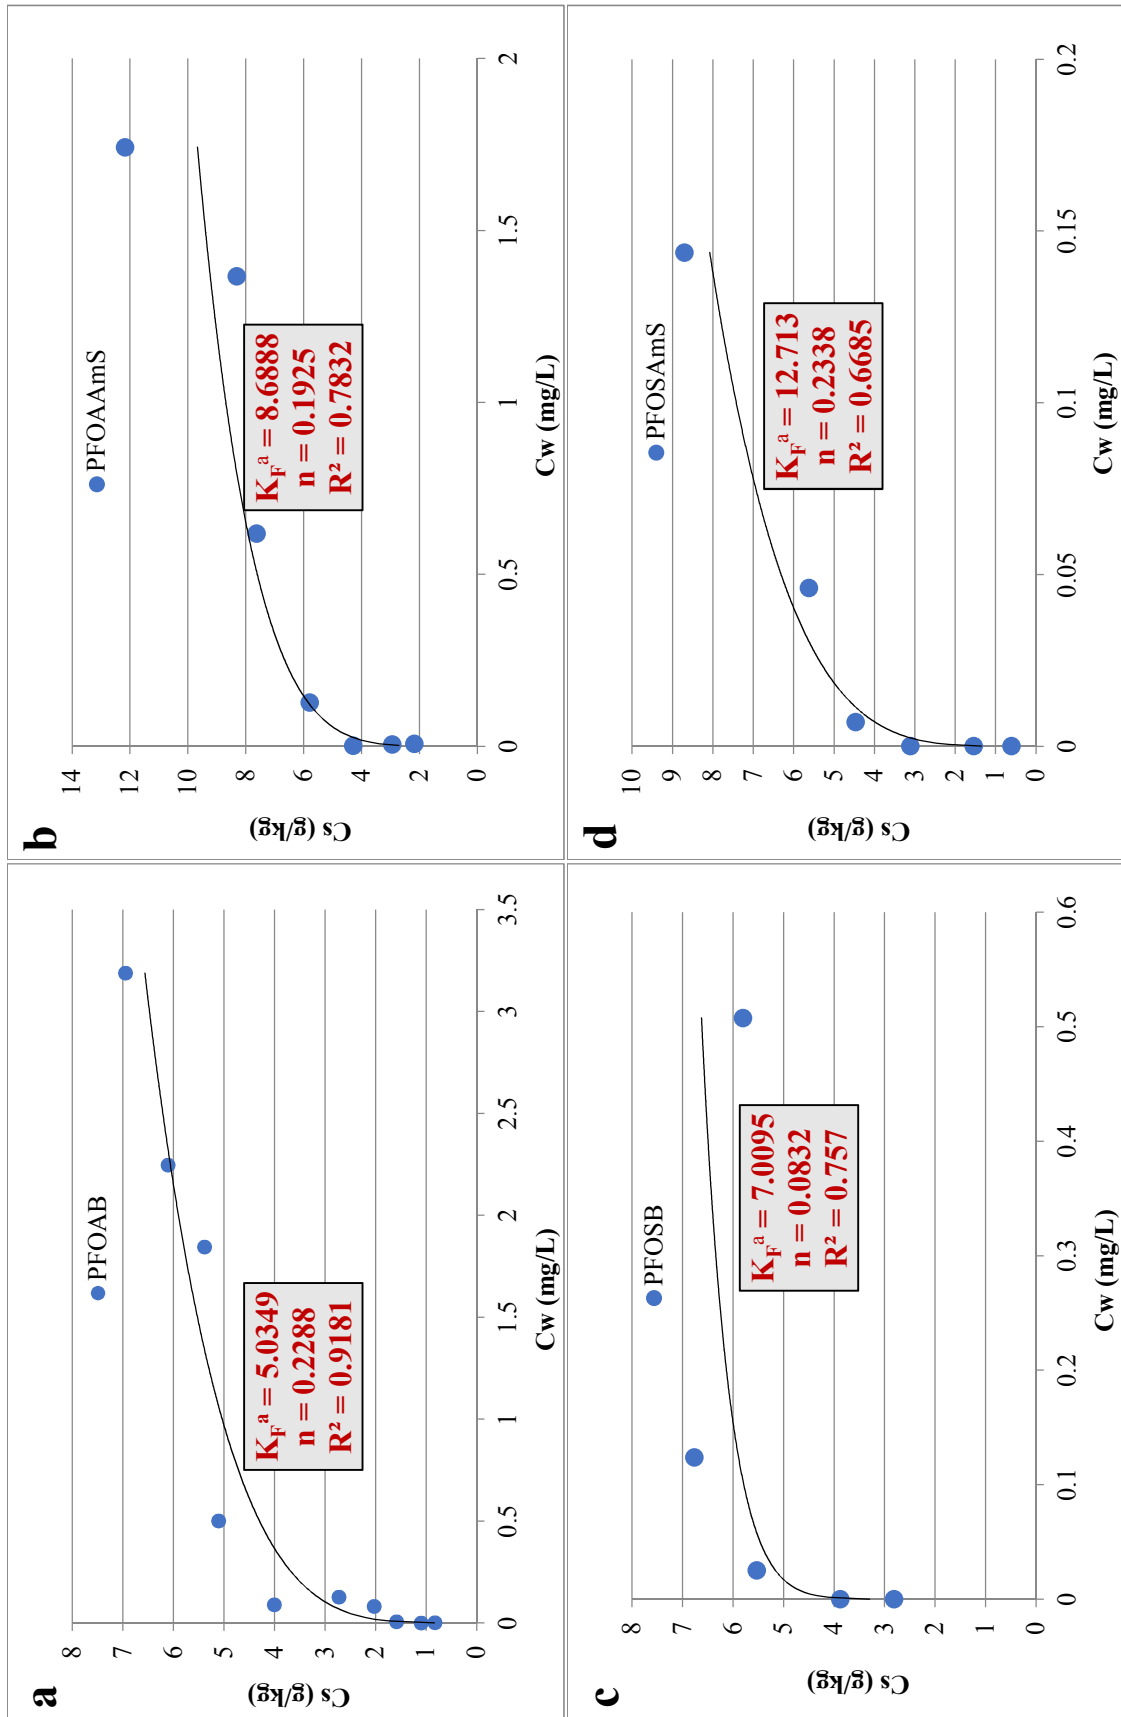 a
PFOAB
8
7
6
5
4
3
2
1
0
Cs (g/kg)
K_F^a = 5.0349
n = 0.2288
R² = 0.9181
0 0.5 1 1.5 2 2.5 3 3.5
Cw (mg/L)
b
PFOAAmS
14
12
10
8
6
4
2
0
Cs (g/kg)
K_F^a = 8.6888
n = 0.1925
R² = 0.7832
0 0.5 1 1.5 2
Cw (mg/L)
c
PFOSB
8
7
6
5
4
3
2
1
0
Cs (g/kg)
K_F^a = 7.0095
n = 0.0832
R² = 0.757
0 0.1 0.2 0.3 0.4 0.5 0.6
Cw (mg/L)
d
PFOSAmS
10
9
8
7
6
5
4
3
2
1
0
Cs (g/kg)
K_F^a = 12.713
n = 0.2338
R² = 0.6685
0 0.05 0.1 0.15 0.2
Cw (mg/L)